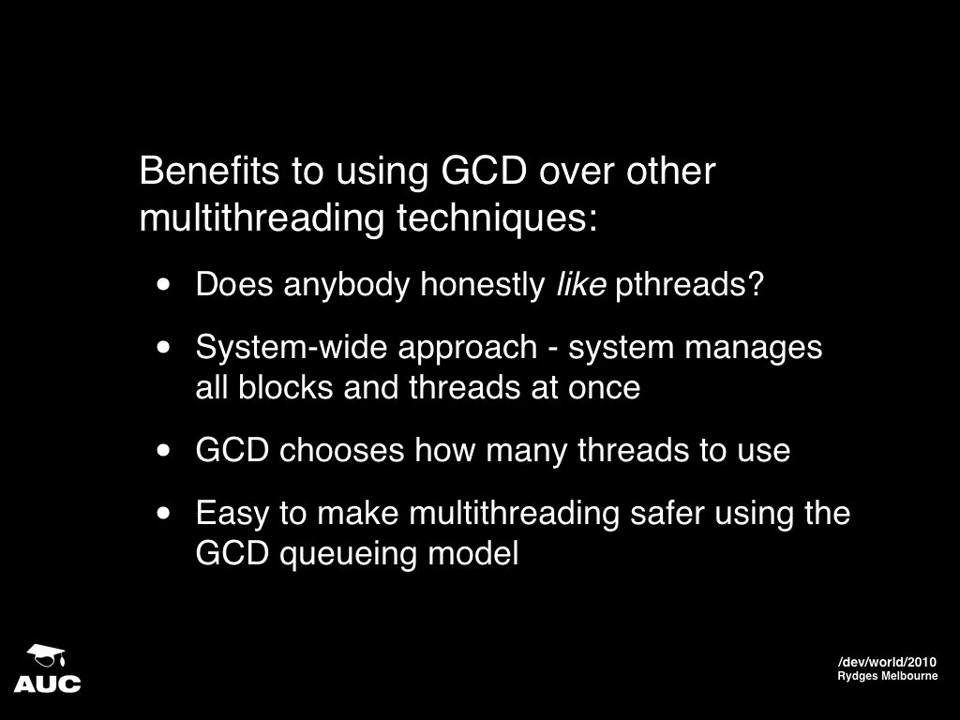 Benefits to using GCD over other
multithreading techniques:
• Does anybody honestly like pthreads?
• System-wide approach - system manages
all blocks and threads at once
• GCD chooses how many threads to use
• Easy to make multithreading safer using the
GCD queueing model
AUC
/dev/world/2010
Rydges Melbourne